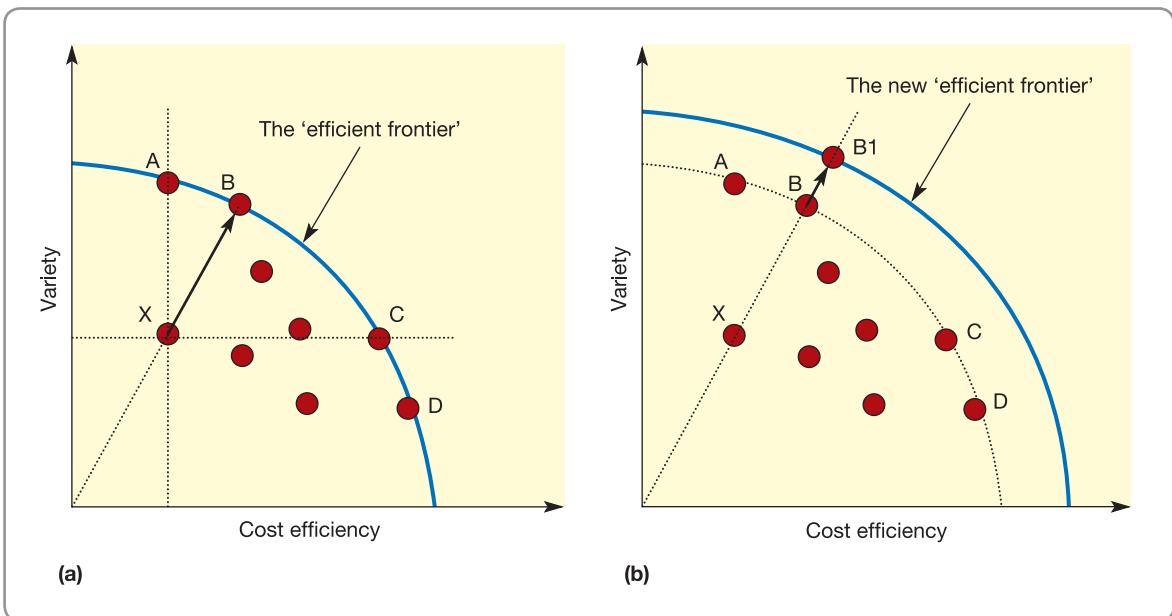 The 'efficient frontier'
A
B
X
C
D
Variety
Cost efficiency
(a)
The new 'efficient frontier'
B1
A
B
X
C
D
Variety
Cost efficiency
(b)